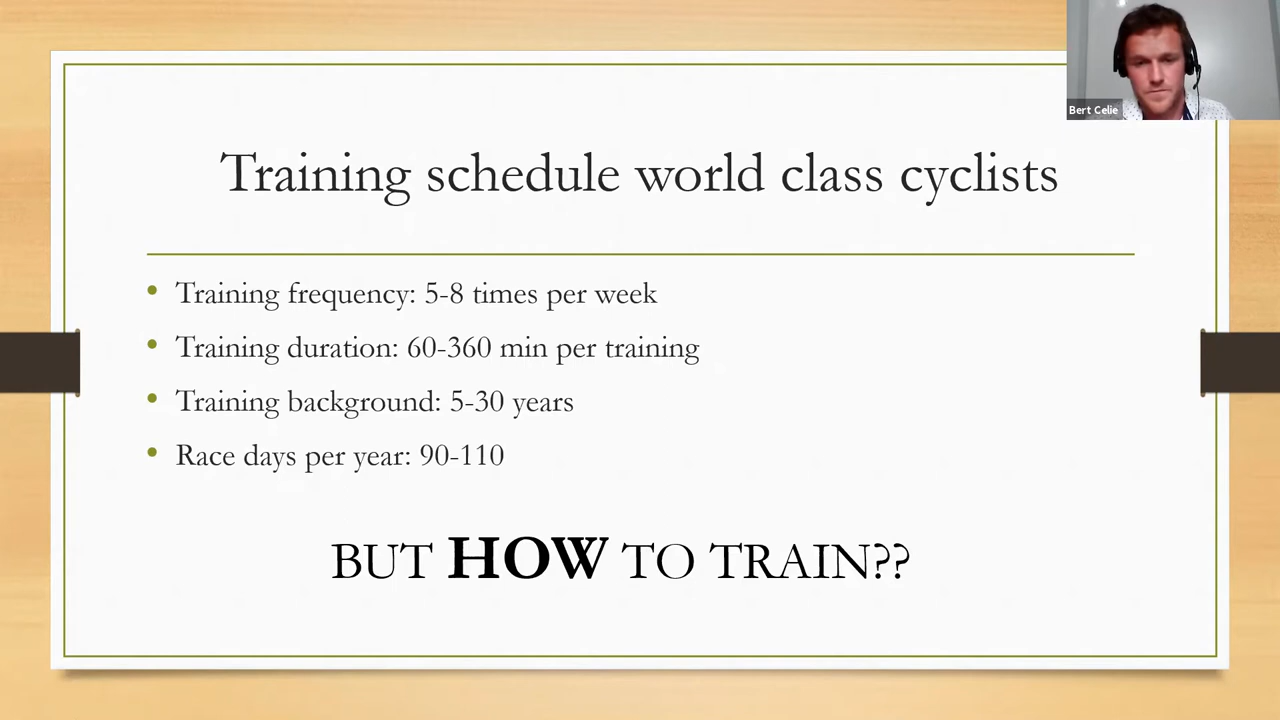 Bert Celie
Training schedule world class cyclists
• Training frequency: 5-8 times per week
• Training duration: 60-360 min per training
• Training background: 5-30 years
• Race days per year: 90-110
BUT HOW TO TRAIN??